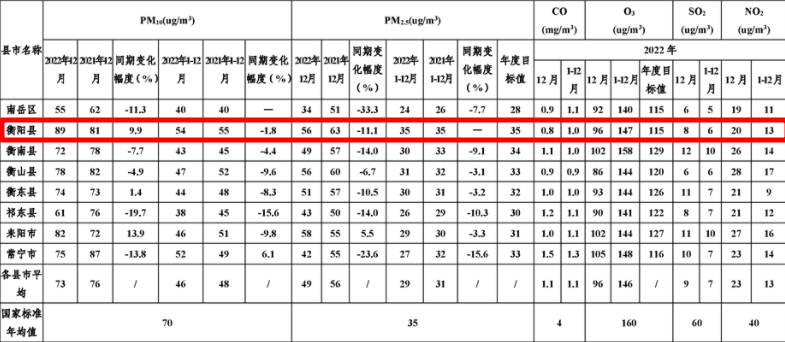 县市名称 PM10(ug/m³) PM2.5(ug/m³) CO (mg/m³) O3 (ug/m³) SO2 (ug/m³) NO2 (ug/m³)
2022年12月 2021年12月 同期变化幅度（%） 2022年1-12月 2021年1-12月 同期变化幅度（%） 2022年12月 2021年12月 同期变化幅度（%） 2022年1-12月 2021年1-12月 同期变化幅度（%） 年度目标值 2022 年
12 月 1-12月 12 月 1-12月 年度目标值 12 月 1-12月 12 月 1-12月
南岳区 55 62 -11.3 40 40 — 34 51 -33.3 24 26 -7.7 28 0.9 1.1 92 140 115 6 5 19 11
衡阳县 89 81 9.9 54 55 -1.8 56 63 -11.1 35 35 — 35 0.8 1.0 96 147 115 8 6 20 13
衡南县 72 78 -7.7 43 45 -4.4 49 57 -14.0 30 33 -9.1 34 1.1 1.0 102 158 129 12 10 26 14
衡山县 78 82 -4.9 47 52 -9.6 56 60 -6.7 31 32 -3.1 33 0.9 0.9 86 144 120 6 6 28 17
衡东县 74 73 1.4 44 48 -8.3 51 57 -10.5 30 31 -3.2 32 1.0 1.0 93 144 126 11 7 21 9
祁东县 61 76 -19.7 38 45 -15.6 43 50 -14.0 26 29 -10.3 30 1.2 1.1 90 141 122 8 7 21 12
耒阳市 82 72 13.9 46 51 -9.8 58 55 5.5 29 30 -3.3 31 1.0 1.1 102 144 127 11 10 27 16
常宁市 75 87 -13.8 52 49 6.1 42 55 -23.6 27 32 -15.6 33 1.5 1.3 105 148 116 10 7 23 14
各县市平均 73 76 / 46 48 / 49 56 / 29 31 / / 1.1 1.1 96 146 / 9 7 23 13
国家标准年均值 70 35 4 160 60 40